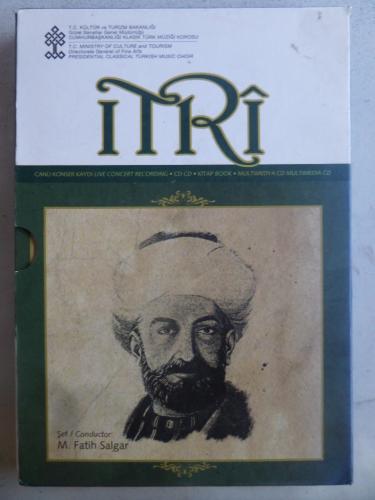 T.C. KÜLTÜR ve TURİZM BAKANLIĞI
Güzel Sanatlar Genel Müdürlüğü
CUMHURBAŞKANLIĞI KLASİK TÜRK MÜZİĞİ KOROSU
T.C. MINISTRY OF CULTURE and TOURISM
Directorate General of Fine Arts
PRESIDENTIAL CLASSICAL TURKISH MUSIC CHOIR
ITRÎ
CANLI KONSER KAYDI-LIVE CONCERT RECORDING • CD-CD • KİTAP BOOK • MULTIMEDYA CD-MULTIMEDIA CD
Şef / Conductor:
M. Fatih Salgar